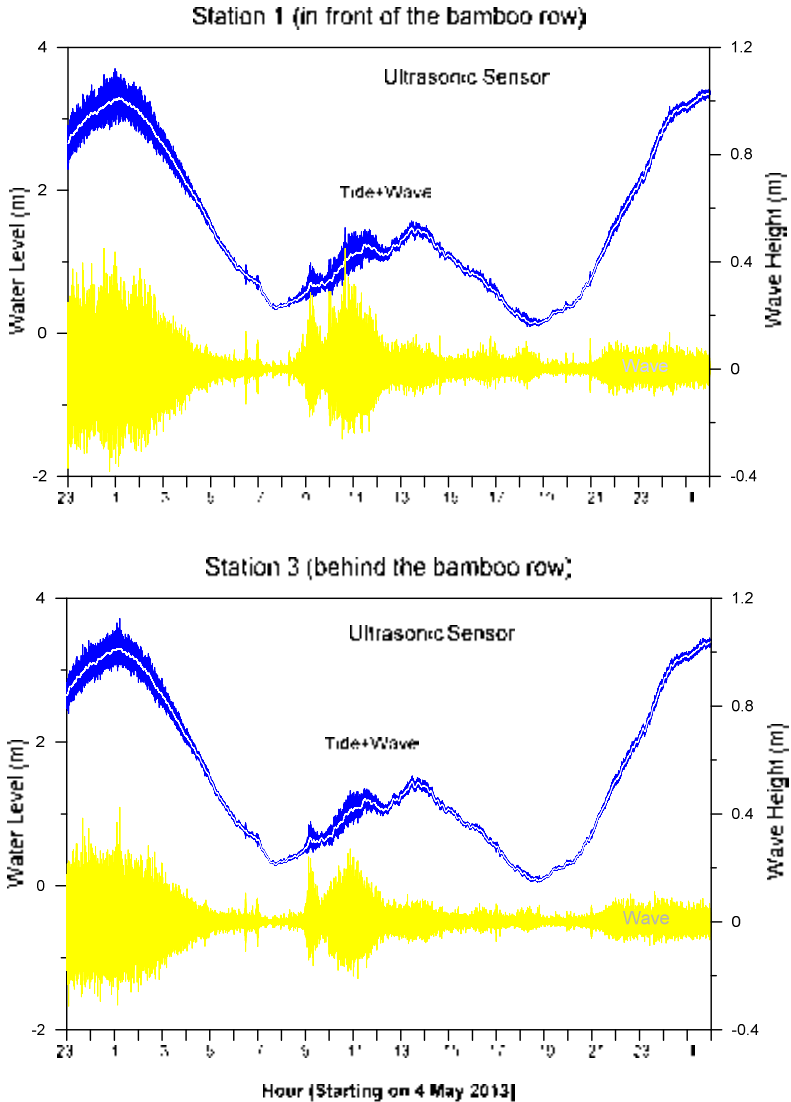 Station 1 (in front of the bamboo row)
4
1.2
Ultrasonic Sensor
0.8
2
Tide+Wave
Water Level (m)
Wave Height (m)
0.4
0
Wave
0
-2
-0.4
23 1 3 5 7 9 11 13 15 17 19 21 23
Station 3 (behind the bamboo row)
4
1.2
Ultrasonic Sensor
0.8
2
Tide+Wave
Water Level (m)
Wave Height (m)
0.4
0
Wave
0
-2
-0.4
23 1 3 5 7 9 11 13 15 17 19 21 23
Hour (Starting on 4 May 2013)